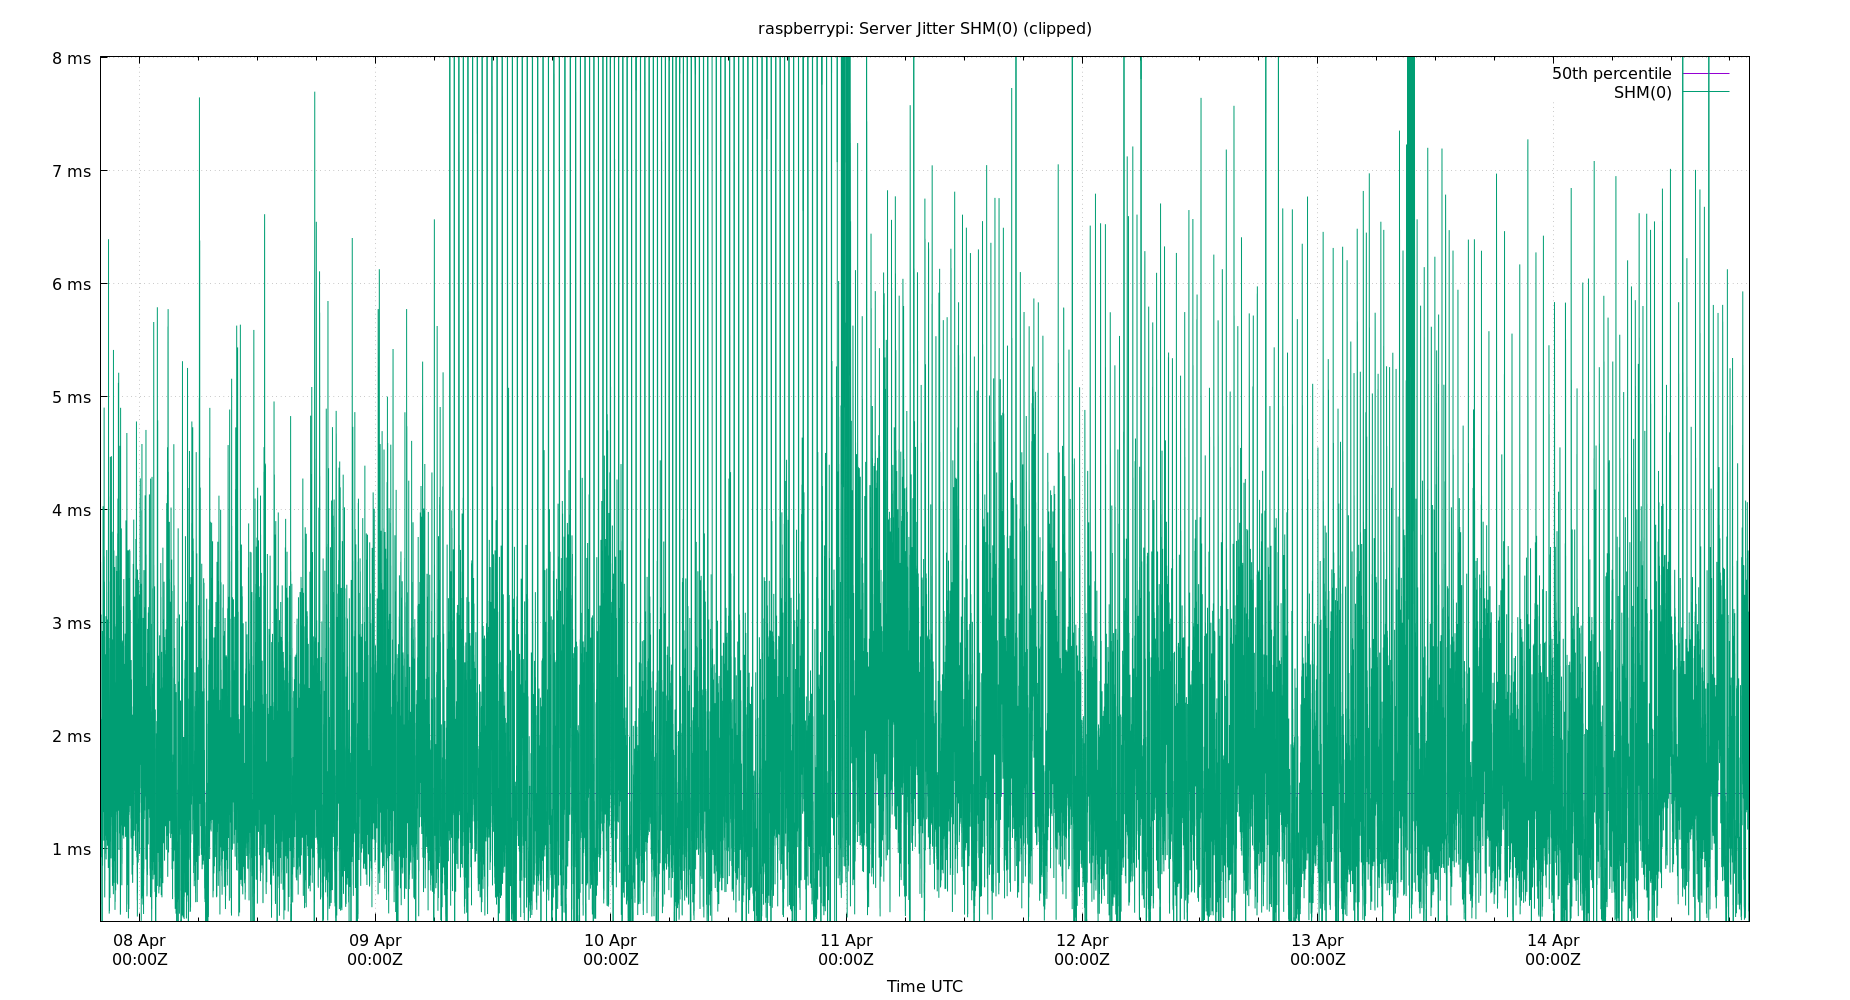 raspberrypi: Server Jitter SHM(0) (clipped)
8 ms
7 ms
6 ms
5 ms
4 ms
3 ms
2 ms
1 ms
50th percentile
SHM(0)
08 Apr
00:00Z
09 Apr
00:00Z
10 Apr
00:00Z
11 Apr
00:00Z
12 Apr
00:00Z
13 Apr
00:00Z
14 Apr
00:00Z
Time UTC